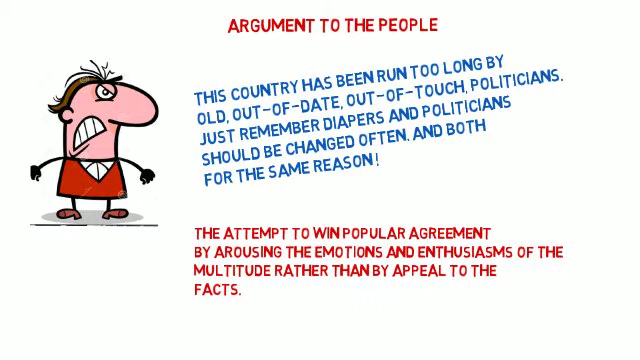 ARGUMENT TO THE PEOPLE
THIS COUNTRY HAS BEEN RUN TOO LONG BY
OLD, OUT-OF-DATE, OUT-OF-TOUCH, POLITICIANS.
JUST REMEMBER DIAPERS AND POLITICIANS
SHOULD BE CHANGED OFTEN. AND BOTH
FOR THE SAME REASON!
THE ATTEMPT TO WIN POPULAR AGREEMENT
BY AROUSING THE EMOTIONS AND ENTHUSIASMS OF THE
MULTITUDE RATHER THAN BY APPEAL TO THE
FACTS.